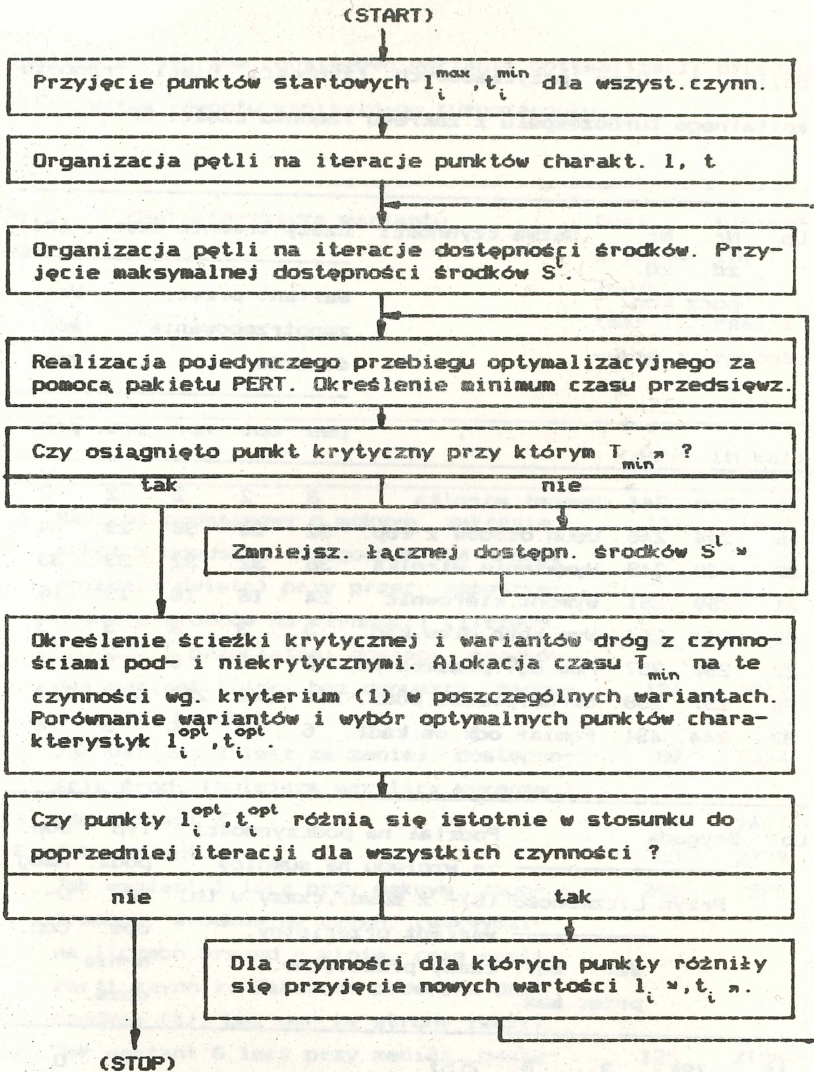 (START)
Przyjęcie punktów startowych l_i^max, t_i^min dla wszyst.czynn.
Organizacja pętli na iteracje punktów charakt. l, t
Organizacja pętli na iteracje dostępności środków. Przy-
jęcie maksymalnej dostępności środków S^l.
Realizacja pojedynczego przebiegu optymalizacyjnego za
pomocą pakietu PERT. Określenie minimum czasu przedsięwz.
Czy osiągnięto punkt krytyczny przy którym T_min ↗ ?
tak nie
Zmniejsz. łącznej dostępn. środków S^l ↘
Określenie ścieżki krytycznej i wariantów dróg z czynno-
ściami pod- i niekrytycznymi. Alokacja czasu T_min na te
czynności wg. kryterium (1) w poszczególnych wariantach.
Porównanie wariantów i wybór optymalnych punktów chara-
kterystyk l_i^opt, t_i^opt.
Czy punkty l_i^opt, t_i^opt różnią się istotnie w stosunku do
poprzedniej iteracji dla wszystkich czynności ?
nie tak
Dla czynności dla których punkty różniły
się przyjęcie nowych wartości l_i ↘, t_i ↗.
(STOP)